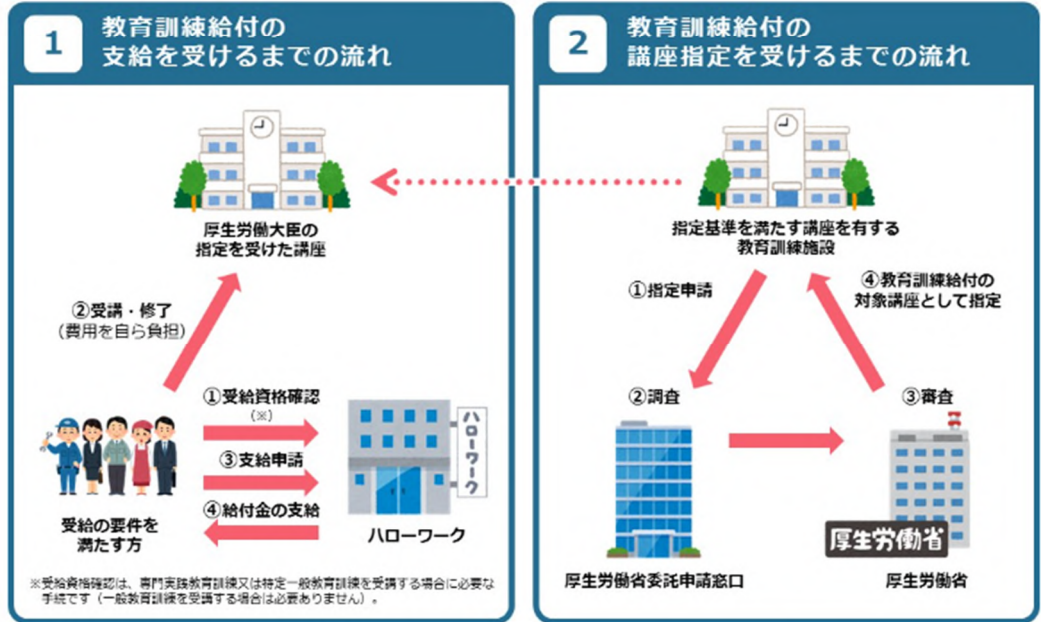 1
教育訓練給付の
支給を受けるまでの流れ
厚生労働大臣の
指定を受けた講座
②受講・修了
(費用を自ら負担)
①受給資格確認
(※)
③支給申請
④給付金の支給
受給の要件を
満たす方
ハローワーク
ハローワーク
※受給資格確認は、専門実践教育訓練又は特定一般教育訓練を受講する場合に必要な
手続です(一般教育訓練を受講する場合は必要ありません)。
2
教育訓練給付の
講座指定を受けるまでの流れ
指定基準を満たす講座を有する
教育訓練施設
①指定申請
④教育訓練給付の
対象講座として指定
②調査
③審査
厚生労働省
厚生労働省委託申請窓口
厚生労働省